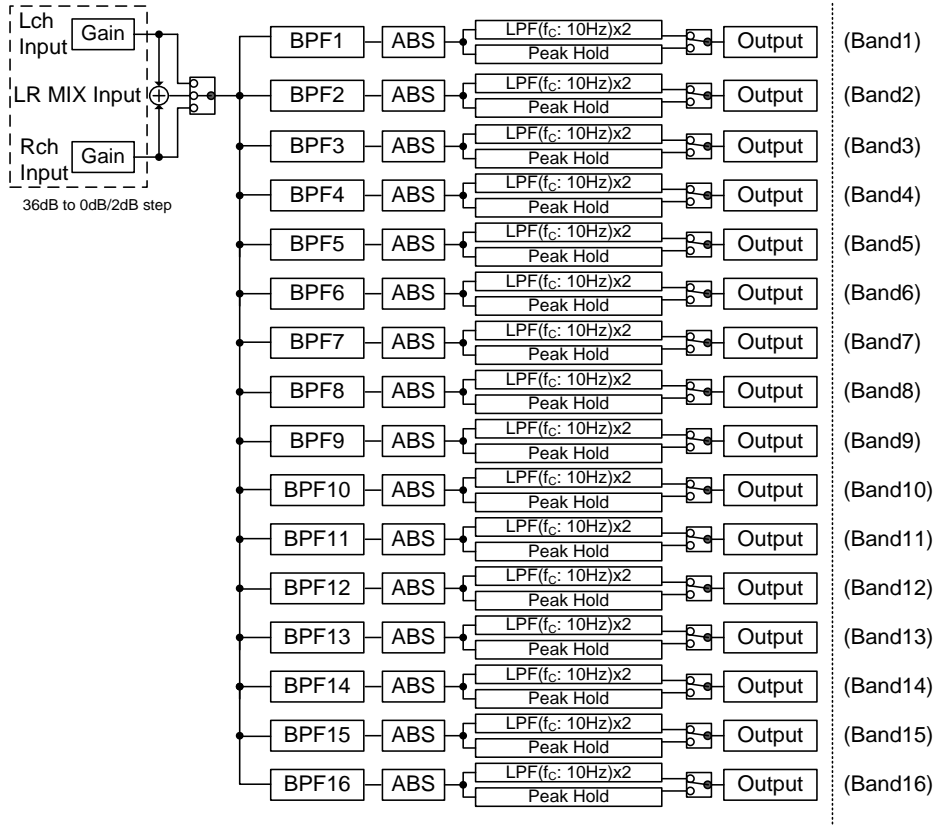 Lch
Input
Gain
LR MIX Input
Rch
Input
Gain
36dB to 0dB/2dB step
BPF1 ABS LPF(fC: 10Hz)x2 Peak Hold Output (Band1)
BPF2 ABS LPF(fC: 10Hz)x2 Peak Hold Output (Band2)
BPF3 ABS LPF(fC: 10Hz)x2 Peak Hold Output (Band3)
BPF4 ABS LPF(fC: 10Hz)x2 Peak Hold Output (Band4)
BPF5 ABS LPF(fC: 10Hz)x2 Peak Hold Output (Band5)
BPF6 ABS LPF(fC: 10Hz)x2 Peak Hold Output (Band6)
BPF7 ABS LPF(fC: 10Hz)x2 Peak Hold Output (Band7)
BPF8 ABS LPF(fC: 10Hz)x2 Peak Hold Output (Band8)
BPF9 ABS LPF(fC: 10Hz)x2 Peak Hold Output (Band9)
BPF10 ABS LPF(fC: 10Hz)x2 Peak Hold Output (Band10)
BPF11 ABS LPF(fC: 10Hz)x2 Peak Hold Output (Band11)
BPF12 ABS LPF(fC: 10Hz)x2 Peak Hold Output (Band12)
BPF13 ABS LPF(fC: 10Hz)x2 Peak Hold Output (Band13)
BPF14 ABS LPF(fC: 10Hz)x2 Peak Hold Output (Band14)
BPF15 ABS LPF(fC: 10Hz)x2 Peak Hold Output (Band15)
BPF16 ABS LPF(fC: 10Hz)x2 Peak Hold Output (Band16)